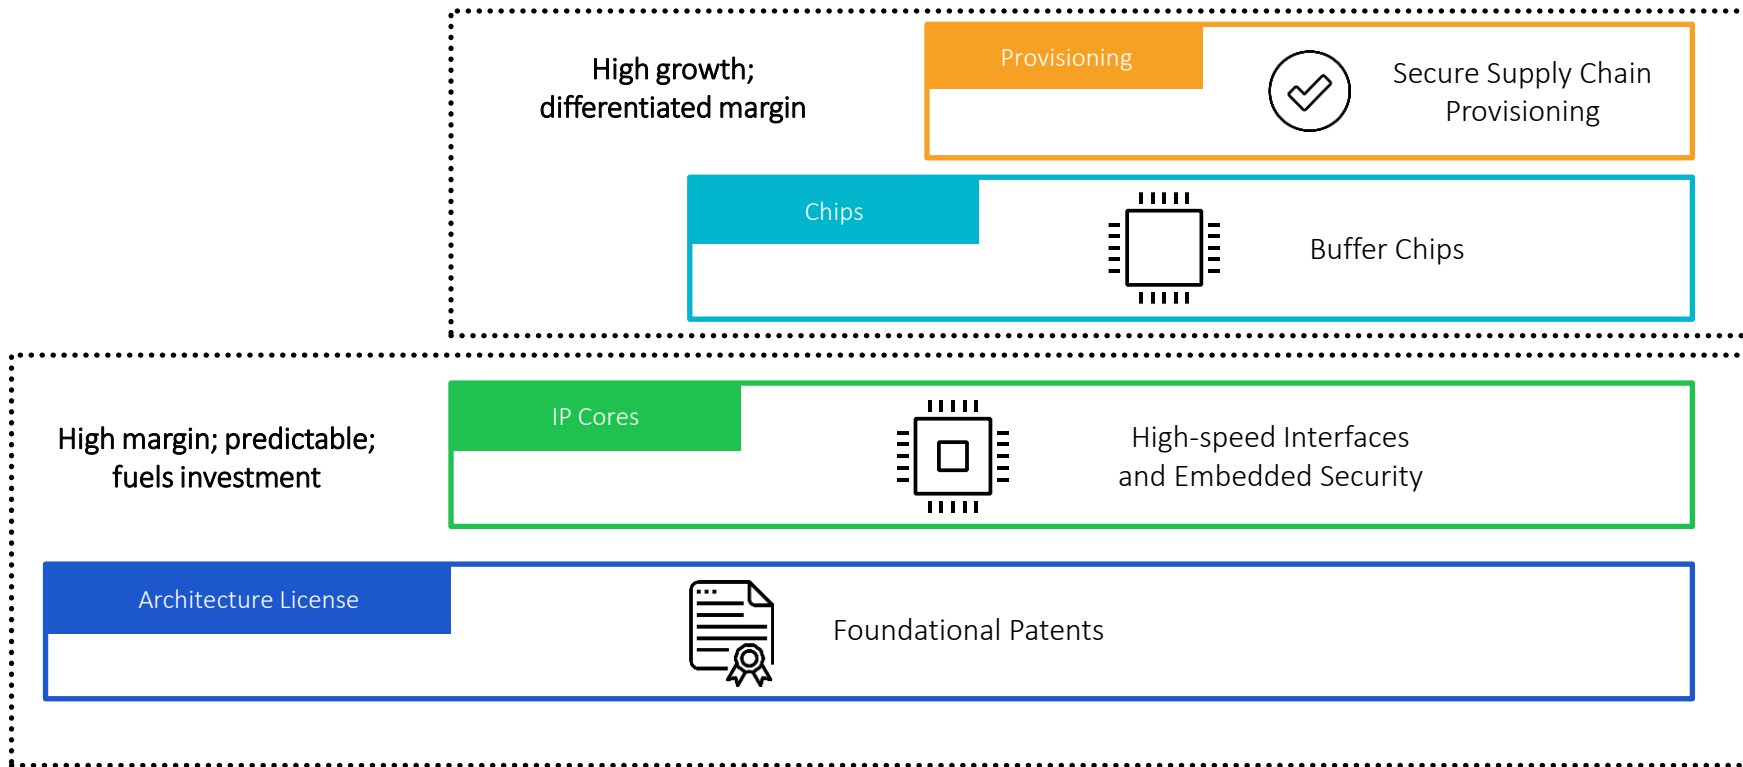 High growth;
differentiated margin
Provisioning
Secure Supply Chain
Provisioning
Chips
Buffer Chips
High margin; predictable;
fuels investment
IP Cores
High-speed Interfaces
and Embedded Security
Architecture License
Foundational Patents